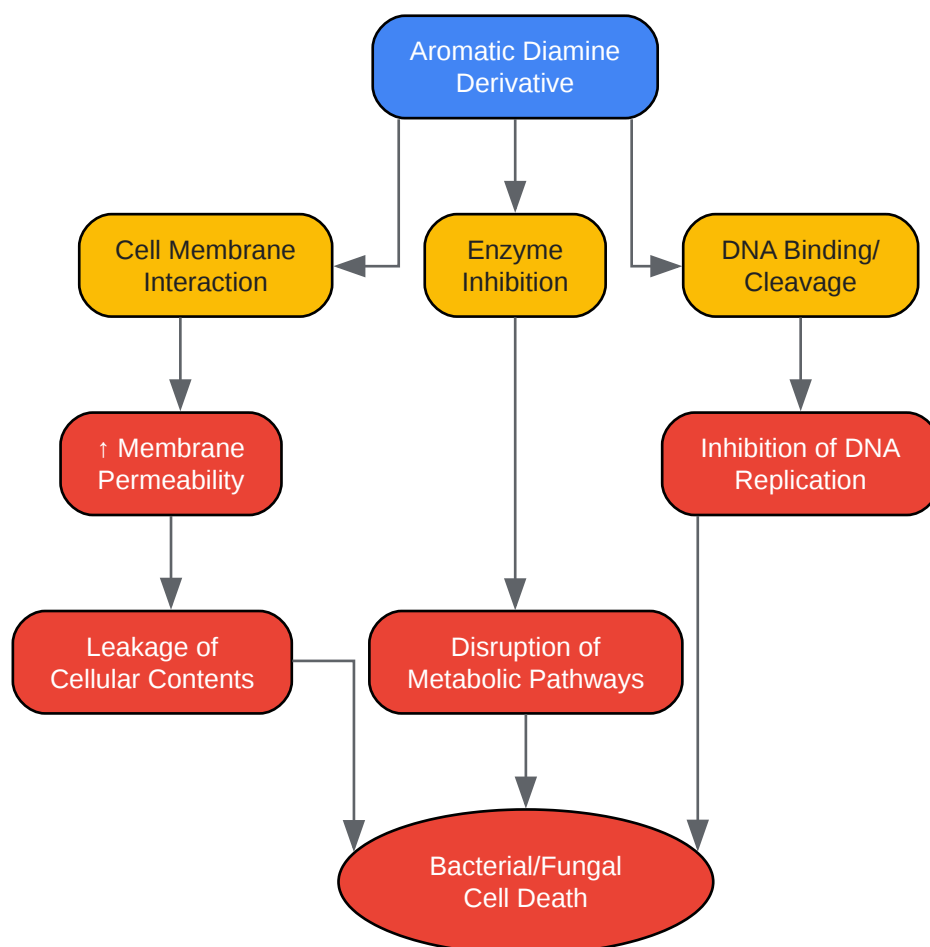 Aromatic Diamine
Derivative
Cell Membrane
Interaction
Enzyme
Inhibition
DNA Binding/
Cleavage
↑ Membrane
Permeability
Inhibition of DNA
Replication
Leakage of
Cellular Contents
Disruption of
Metabolic Pathways
Bacterial/Fungal
Cell Death